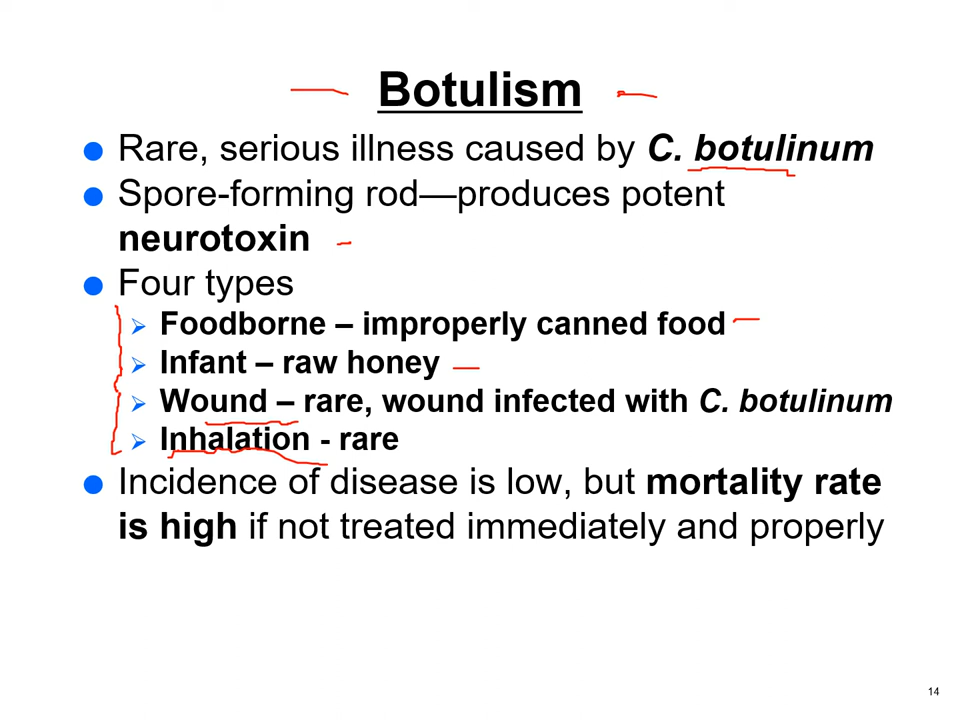 Botulism
Rare, serious illness caused by C. botulinum
Spore-forming rod—produces potent
neurotoxin
Four types
Foodborne – improperly canned food
Infant – raw honey
Wound – rare, wound infected with C. botulinum
Inhalation - rare
Incidence of disease is low, but mortality rate
is high if not treated immediately and properly
14